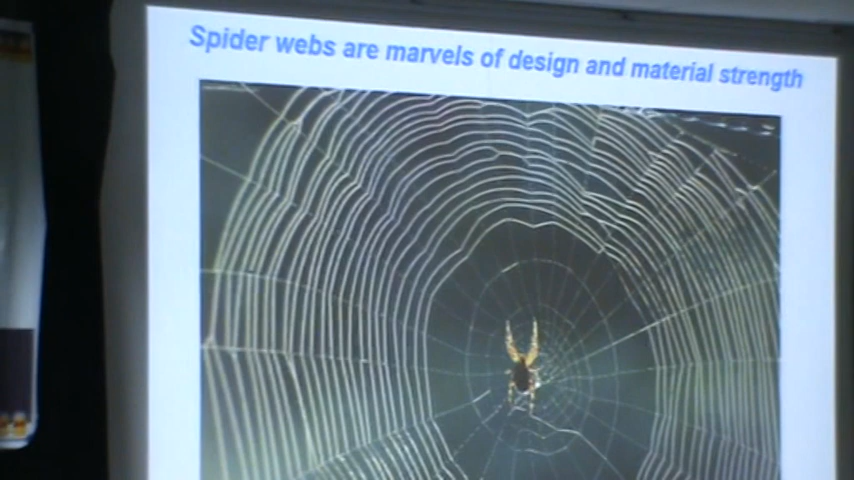 Spider webs are marvels of design and material strength